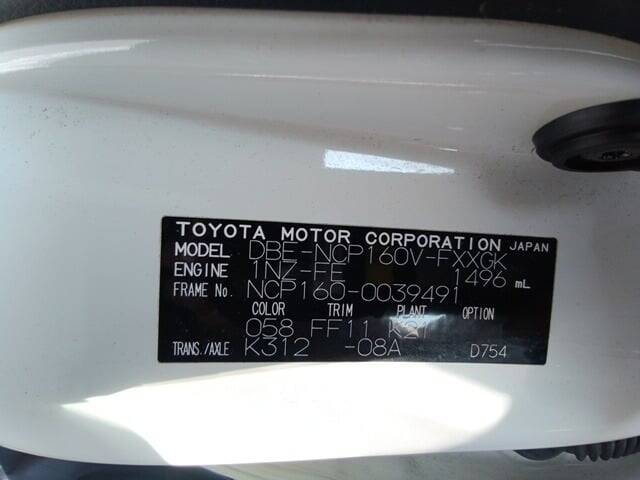 TOYOTA MOTOR CORPORATION JAPAN
MODEL DBE-NCP160V-FXXGK
ENGINE 1NZ-FE 1496 mL
FRAME No. NCP160-0039491
COLOR TRIM PLANT OPTION
058 FF11 K21
TRANS./AXLE K312 -08A D754